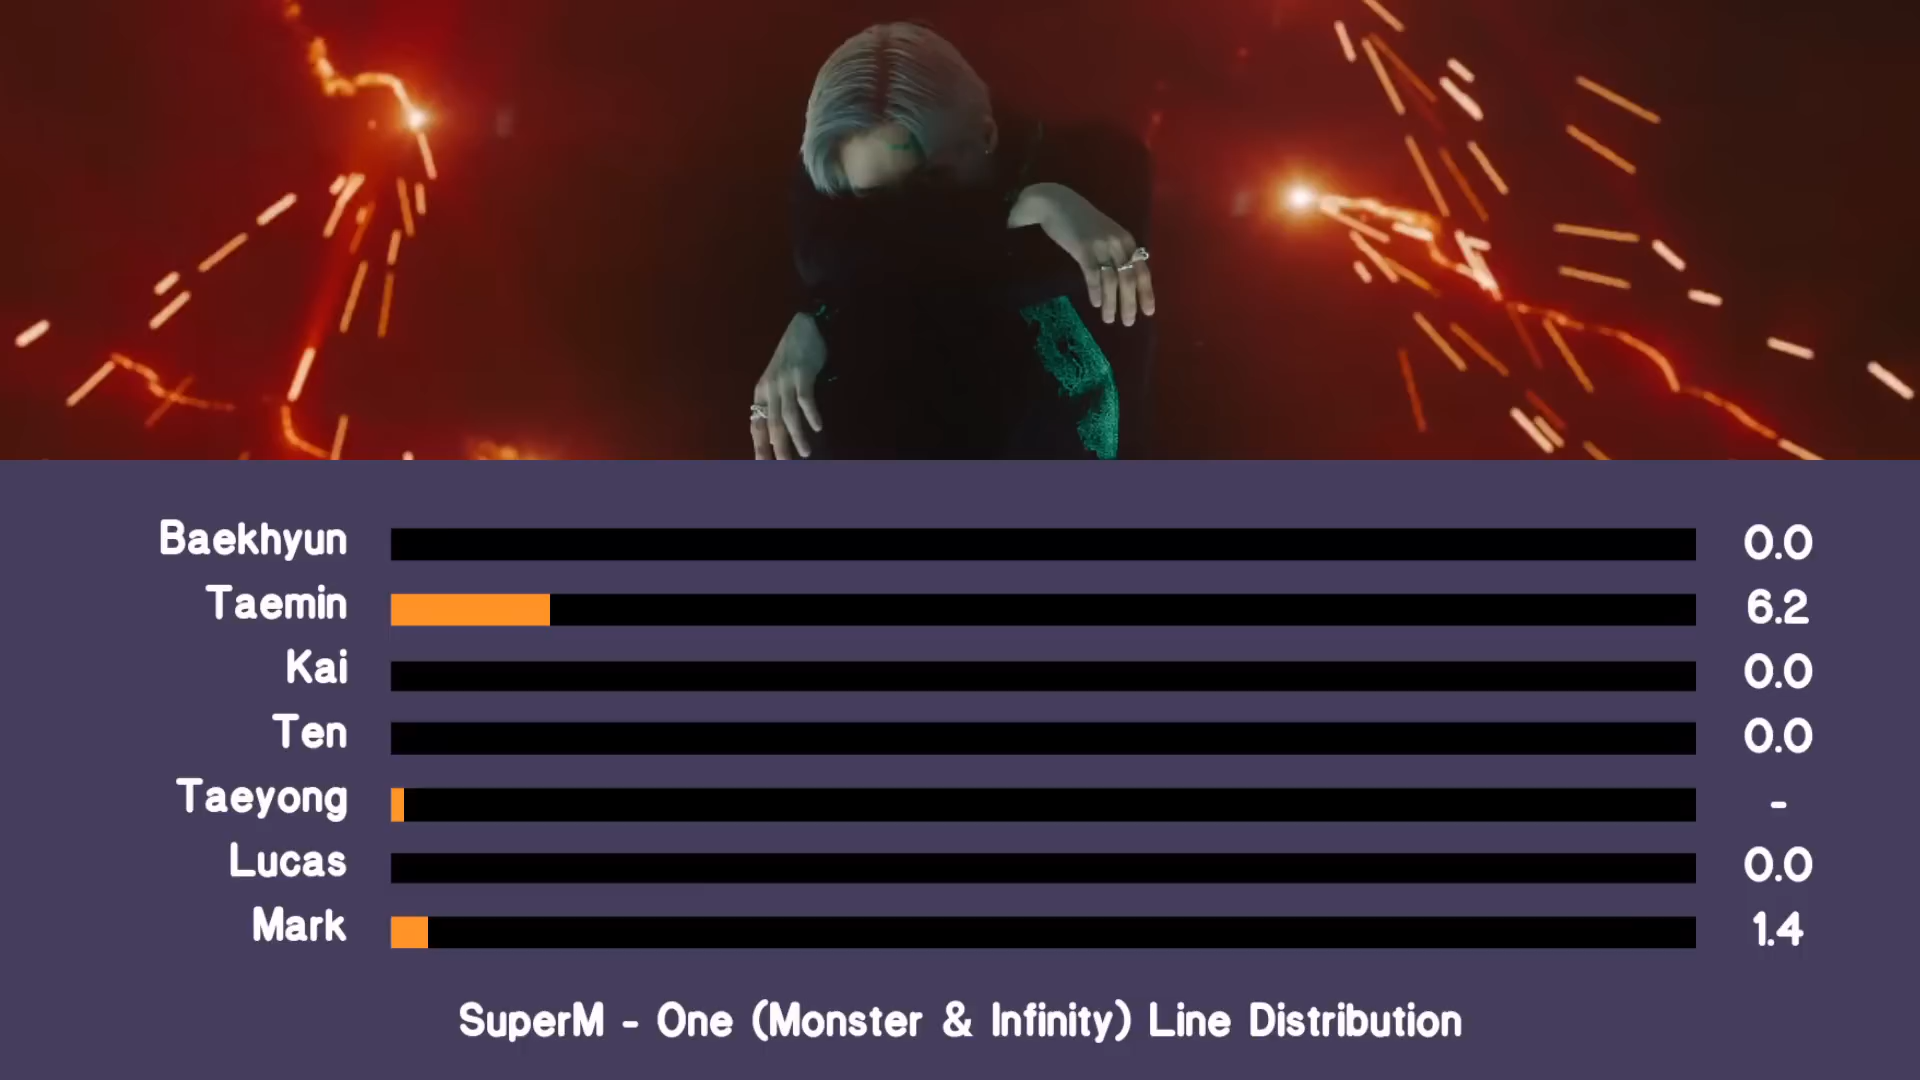 Baekhyun 0.0
Taemin 6.2
Kai 0.0
Ten 0.0
Taeyong -
Lucas 0.0
Mark 1.4
SuperM - One (Monster & Infinity) Line Distribution